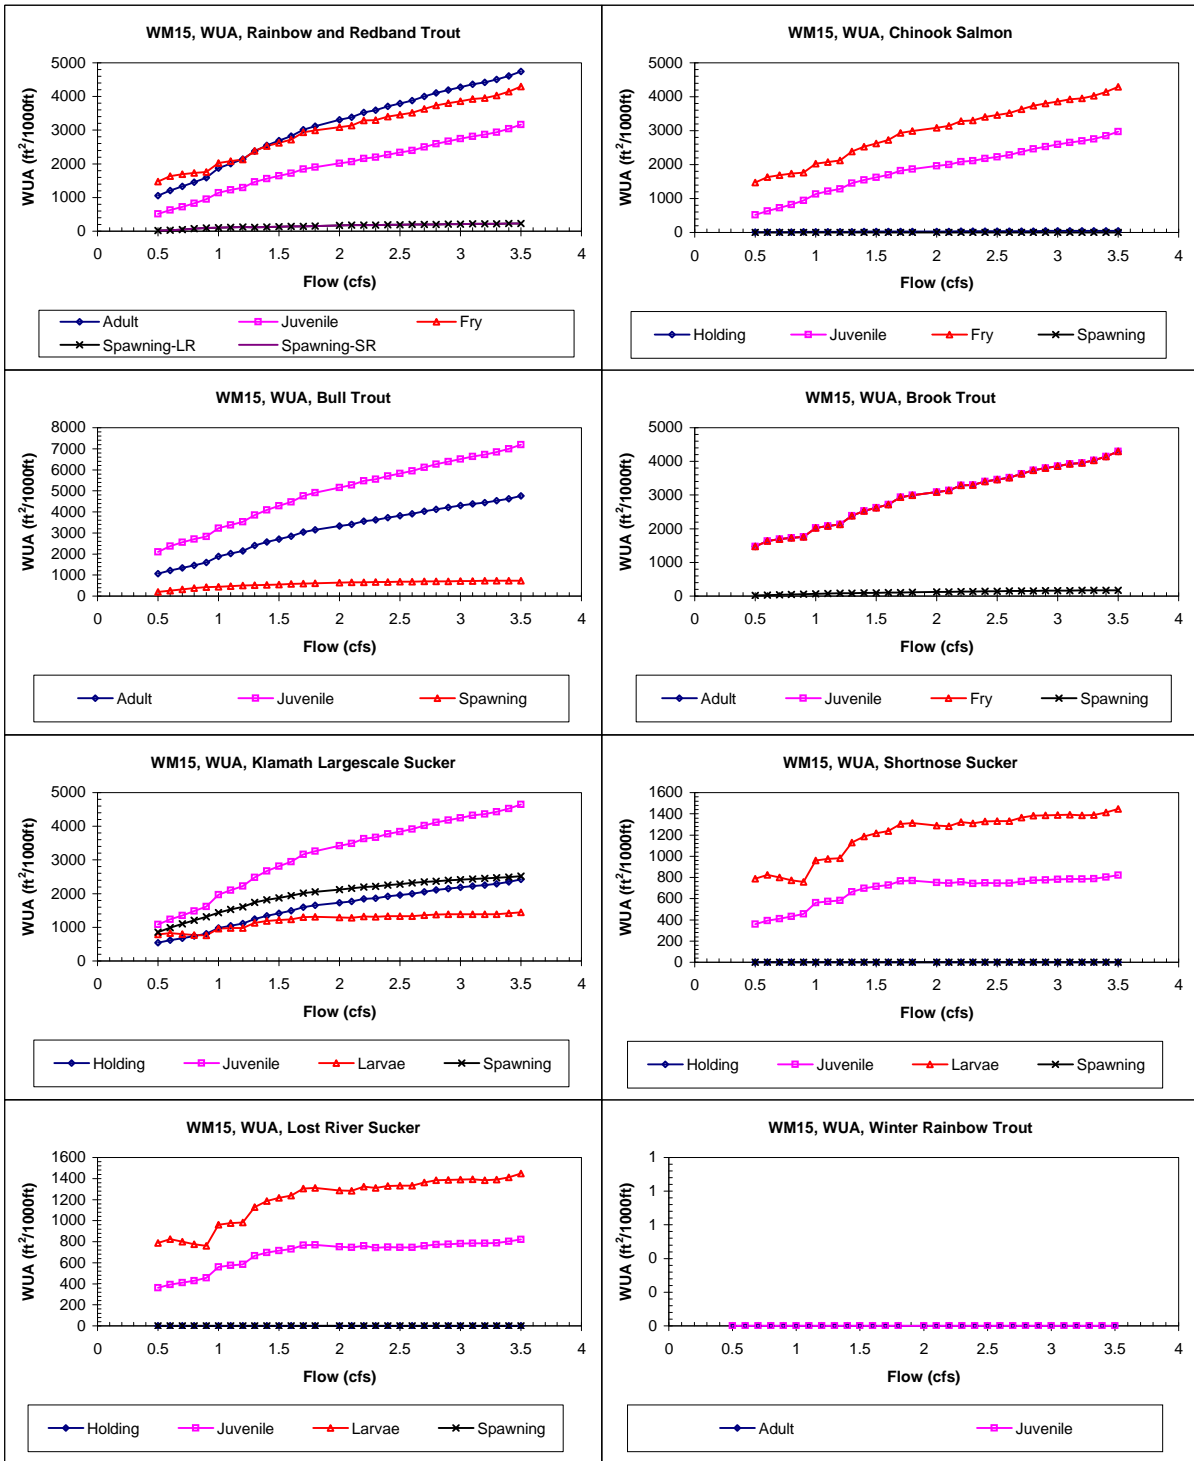 WM15, WUA, Rainbow and Redband Trout
WUA (ft²/1000ft)
5000
4000
3000
2000
1000
0
0 0.5 1 1.5 2 2.5 3 3.5 4
Flow (cfs)
Adult Juvenile Fry
Spawning-LR Spawning-SR
WM15, WUA, Chinook Salmon
WUA (ft²/1000ft)
5000
4000
3000
2000
1000
0
0 0.5 1 1.5 2 2.5 3 3.5 4
Flow (cfs)
Holding Juvenile Fry Spawning
WM15, WUA, Bull Trout
WUA (ft²/1000ft)
8000
7000
6000
5000
4000
3000
2000
1000
0
0 0.5 1 1.5 2 2.5 3 3.5 4
Flow (cfs)
Adult Juvenile Spawning
WM15, WUA, Brook Trout
WUA (ft²/1000ft)
5000
4000
3000
2000
1000
0
0 0.5 1 1.5 2 2.5 3 3.5 4
Flow (cfs)
Adult Juvenile Fry Spawning
WM15, WUA, Klamath Largescale Sucker
WUA (ft²/1000ft)
5000
4000
3000
2000
1000
0
0 0.5 1 1.5 2 2.5 3 3.5 4
Flow (cfs)
Holding Juvenile Larvae Spawning
WM15, WUA, Shortnose Sucker
WUA (ft²/1000ft)
1600
1400
1200
1000
800
600
400
200
0
0 0.5 1 1.5 2 2.5 3 3.5 4
Flow (cfs)
Holding Juvenile Larvae Spawning
WM15, WUA, Lost River Sucker
WUA (ft²/1000ft)
1600
1400
1200
1000
800
600
400
200
0
0 0.5 1 1.5 2 2.5 3 3.5 4
Flow (cfs)
Holding Juvenile Larvae Spawning
WM15, WUA, Winter Rainbow Trout
WUA (ft²/1000ft)
1
1
1
0
0
0
0 0.5 1 1.5 2 2.5 3 3.5 4
Flow (cfs)
Adult Juvenile